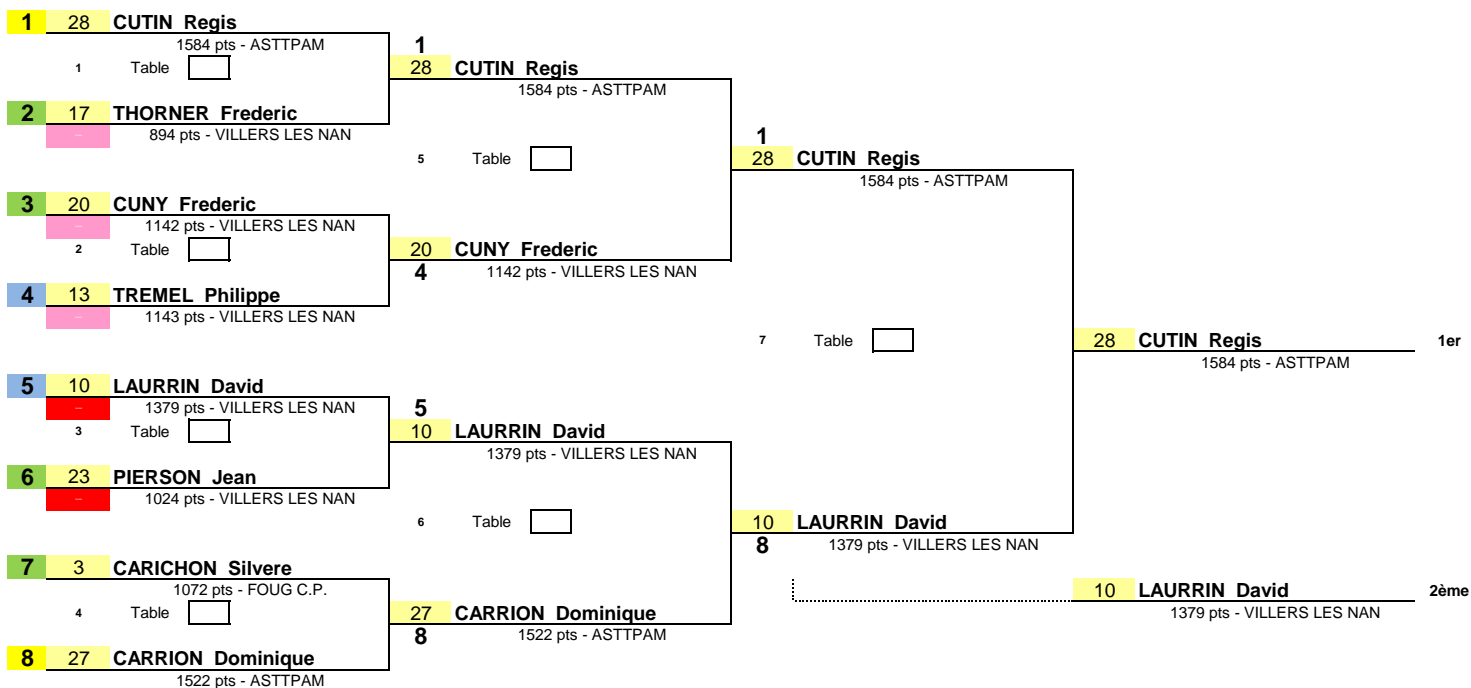 1 28 CUTIN Regis
1584 pts - ASTTPAM
1 Table
2 17 THORNER Frederic
– 894 pts - VILLERS LES NAN
3 20 CUNY Frederic
– 1142 pts - VILLERS LES NAN
2 Table
4 13 TREMEL Philippe
– 1143 pts - VILLERS LES NAN
5 10 LAURRIN David
– 1379 pts - VILLERS LES NAN
3 Table
6 23 PIERSON Jean
– 1024 pts - VILLERS LES NAN
7 3 CARICHON Silvere
1072 pts - FOUG C.P.
4 Table
8 27 CARRION Dominique
1522 pts - ASTTPAM
1
28 CUTIN Regis
1584 pts - ASTTPAM
5 Table
20 CUNY Frederic
4 1142 pts - VILLERS LES NAN
5
10 LAURRIN David
1379 pts - VILLERS LES NAN
6 Table
27 CARRION Dominique
8 1522 pts - ASTTPAM
1
28 CUTIN Regis
1584 pts - ASTTPAM
7 Table
10 LAURRIN David
8 1379 pts - VILLERS LES NAN
28 CUTIN Regis 1er
1584 pts - ASTTPAM
10 LAURRIN David 2ème
1379 pts - VILLERS LES NAN